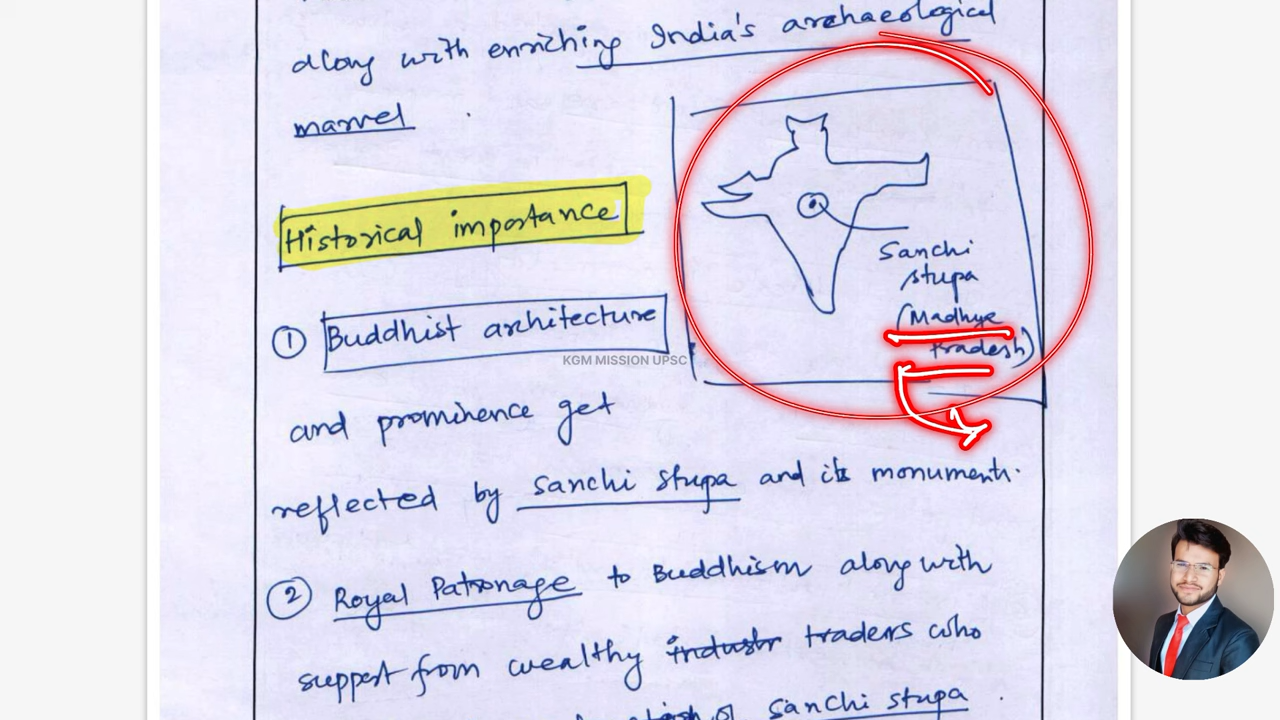 along with enriching India's archaeological
marvel
Historical importance
Sanchi
stupa
(Madhya
Pradesh)
① Buddhist architecture
KGM MISSION UPSC
and prominence get
reflected by sanchi stupa and its monuments.
② Royal Patronage to Buddhism along with
support from wealthy industr traders who
of sanchi stupa